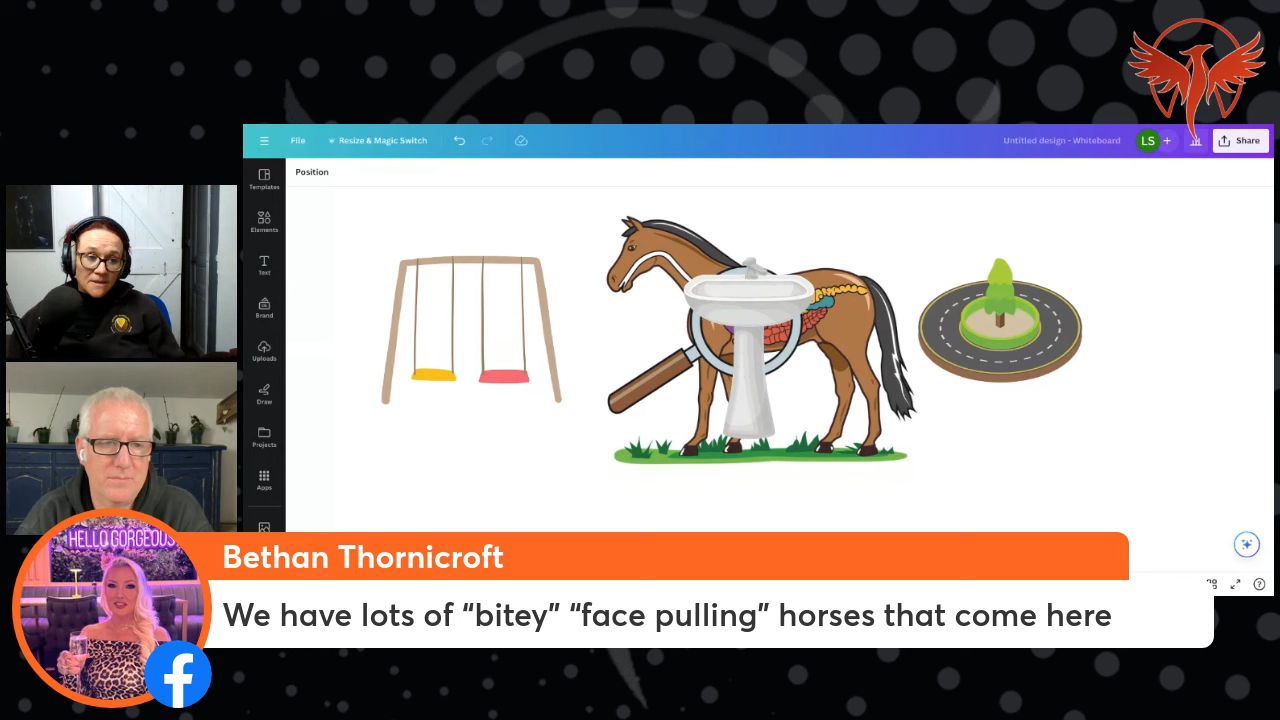 File
Resize & Magic Switch
Untitled design - Whiteboard
LS
+
Share
Position
Templates
Elements
Text
Brand
Uploads
Draw
Projects
Apps
HELLO GORGEOUS
Bethan Thornicroft
We have lots of “bitey” “face pulling” horses that come here